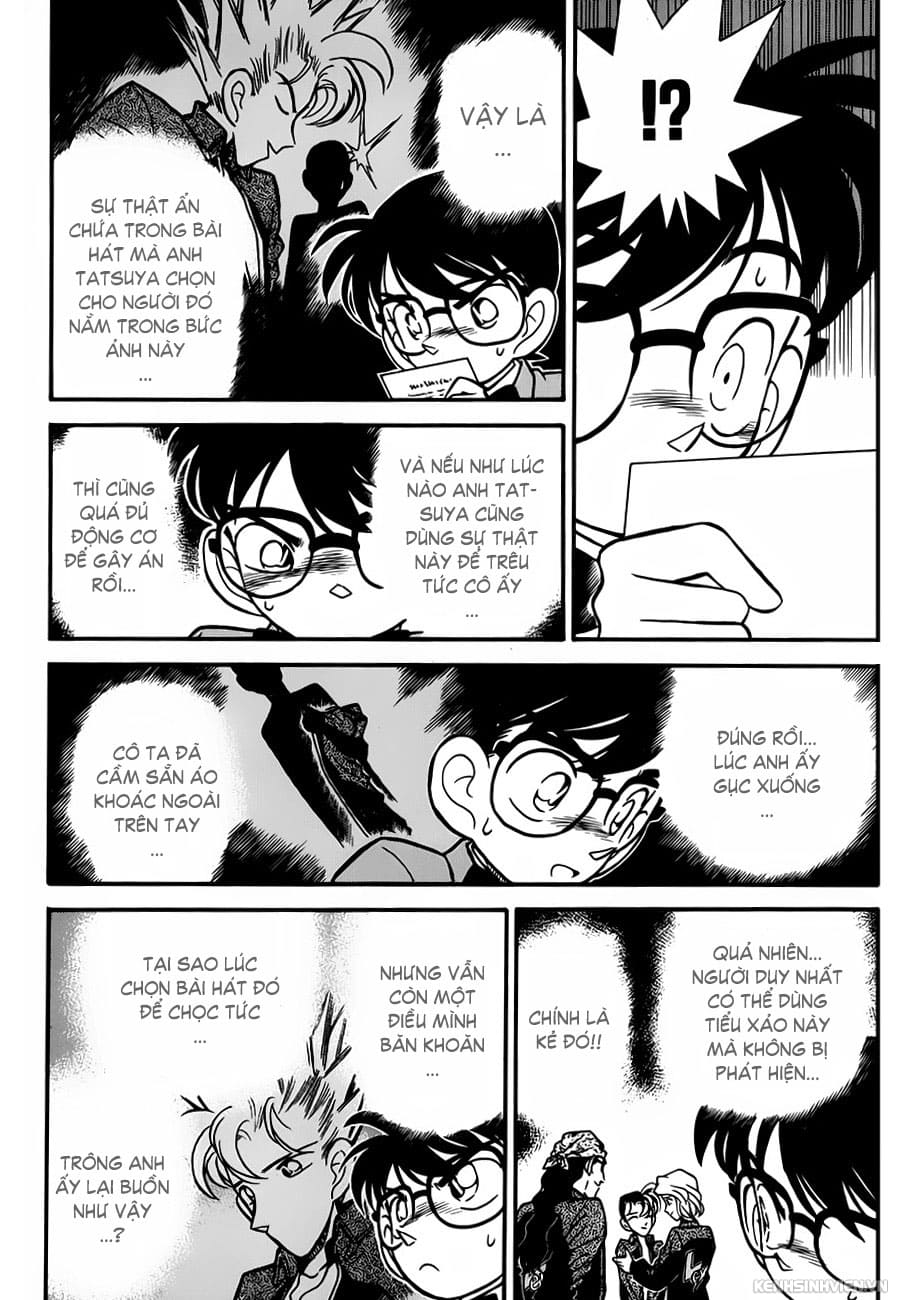 !?
VẬY LÀ
...
SỰ THẬT ẨN
CHỨA TRONG BÀI
HÁT MÀ ANH
TATSUYA CHỌN
CHO NGƯỜI ĐÓ
NẰM TRONG BỨC
ẢNH NÀY
...
VÀ NẾU NHƯ LÚC
NÀO ANH TAT-
SUYA CŨNG
DÙNG SỰ THẬT
NÀY ĐỂ TRÊU
TỨC CÔ ẤY
...
THÌ CŨNG
QUÁ ĐỦ
ĐỘNG CƠ
ĐỂ GÂY ÁN
RỒI...
ĐÚNG RỒI...
LÚC ANH ẤY
GỤC XUỐNG
...
CÔ TA ĐÃ
CẦM SẴN ÁO
KHOÁC NGOÀI
TRÊN TAY
...
QUẢ NHIÊN...
NGƯỜI DUY NHẤT
CÓ THỂ DÙNG
TIỂU XẢO NÀY
MÀ KHÔNG BỊ
PHÁT HIỆN...
CHÍNH LÀ
KẺ ĐÓ!!
NHƯNG VẪN
CÒN MỘT
ĐIỀU MÌNH
BĂN KHOĂN
...
TẠI SAO LÚC
CHỌN BÀI HÁT ĐÓ
ĐỂ CHỌC TỨC
...
TRÔNG ANH
ẤY LẠI BUỒN
NHƯ VẬY
...?
KENHSINHVIEN.VN